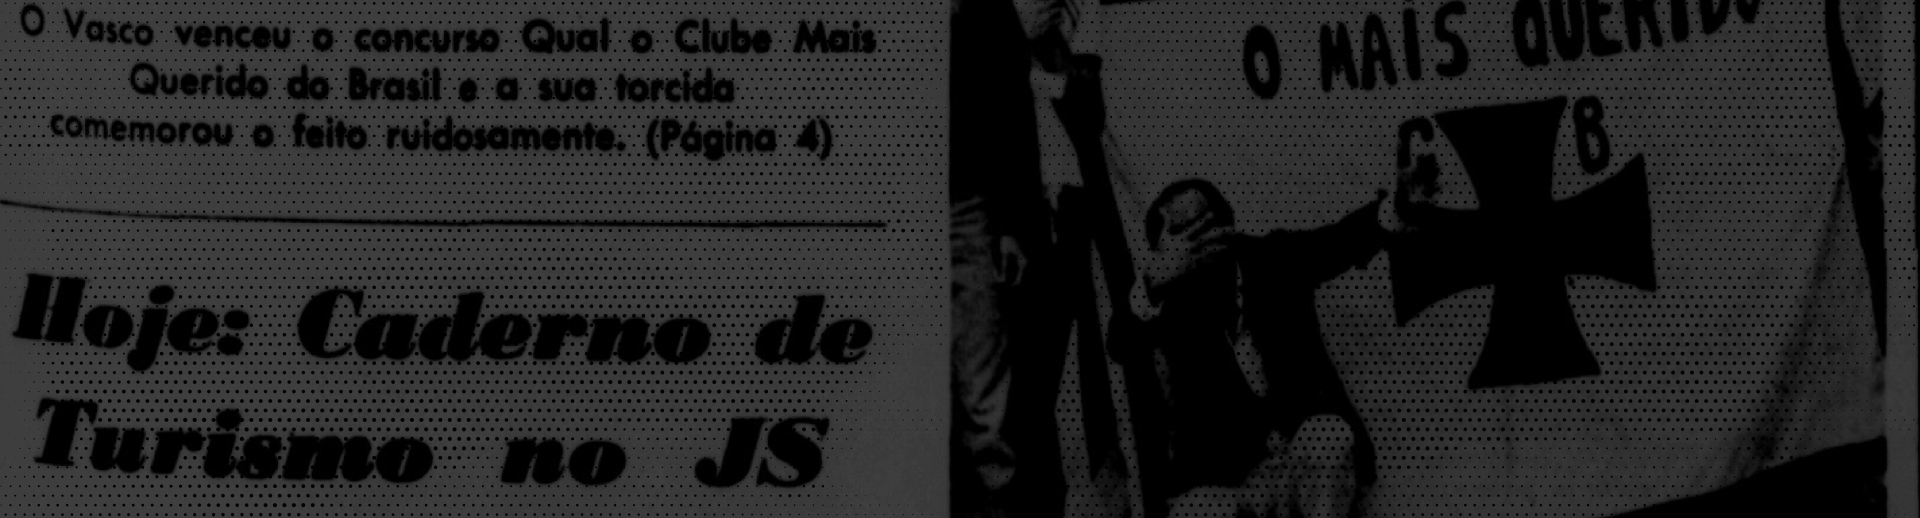 O Vasco venceu o concurso Qual o Clube Mais
Querido do Brasil e a sua torcida
comemorou o feito ruidosamente. (Página 4)
Hoje: Caderno de
Turismo no JS
O MAIS QUERIDO
C B